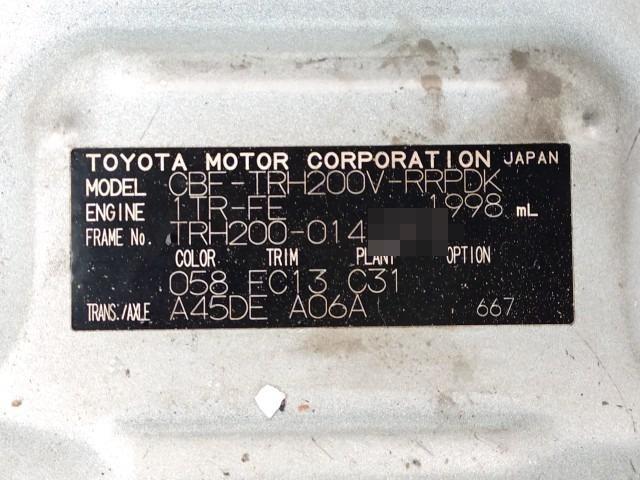 TOYOTA MOTOR CORPORATION JAPAN
MODEL CBF-TRH200V-RRPDK
ENGINE 1TR-FE 1998 mL
FRAME No. TRH200-014
COLOR TRIM PLANT OPTION
058 FC13 C31
TRANS./AXLE A45DE A06A 667